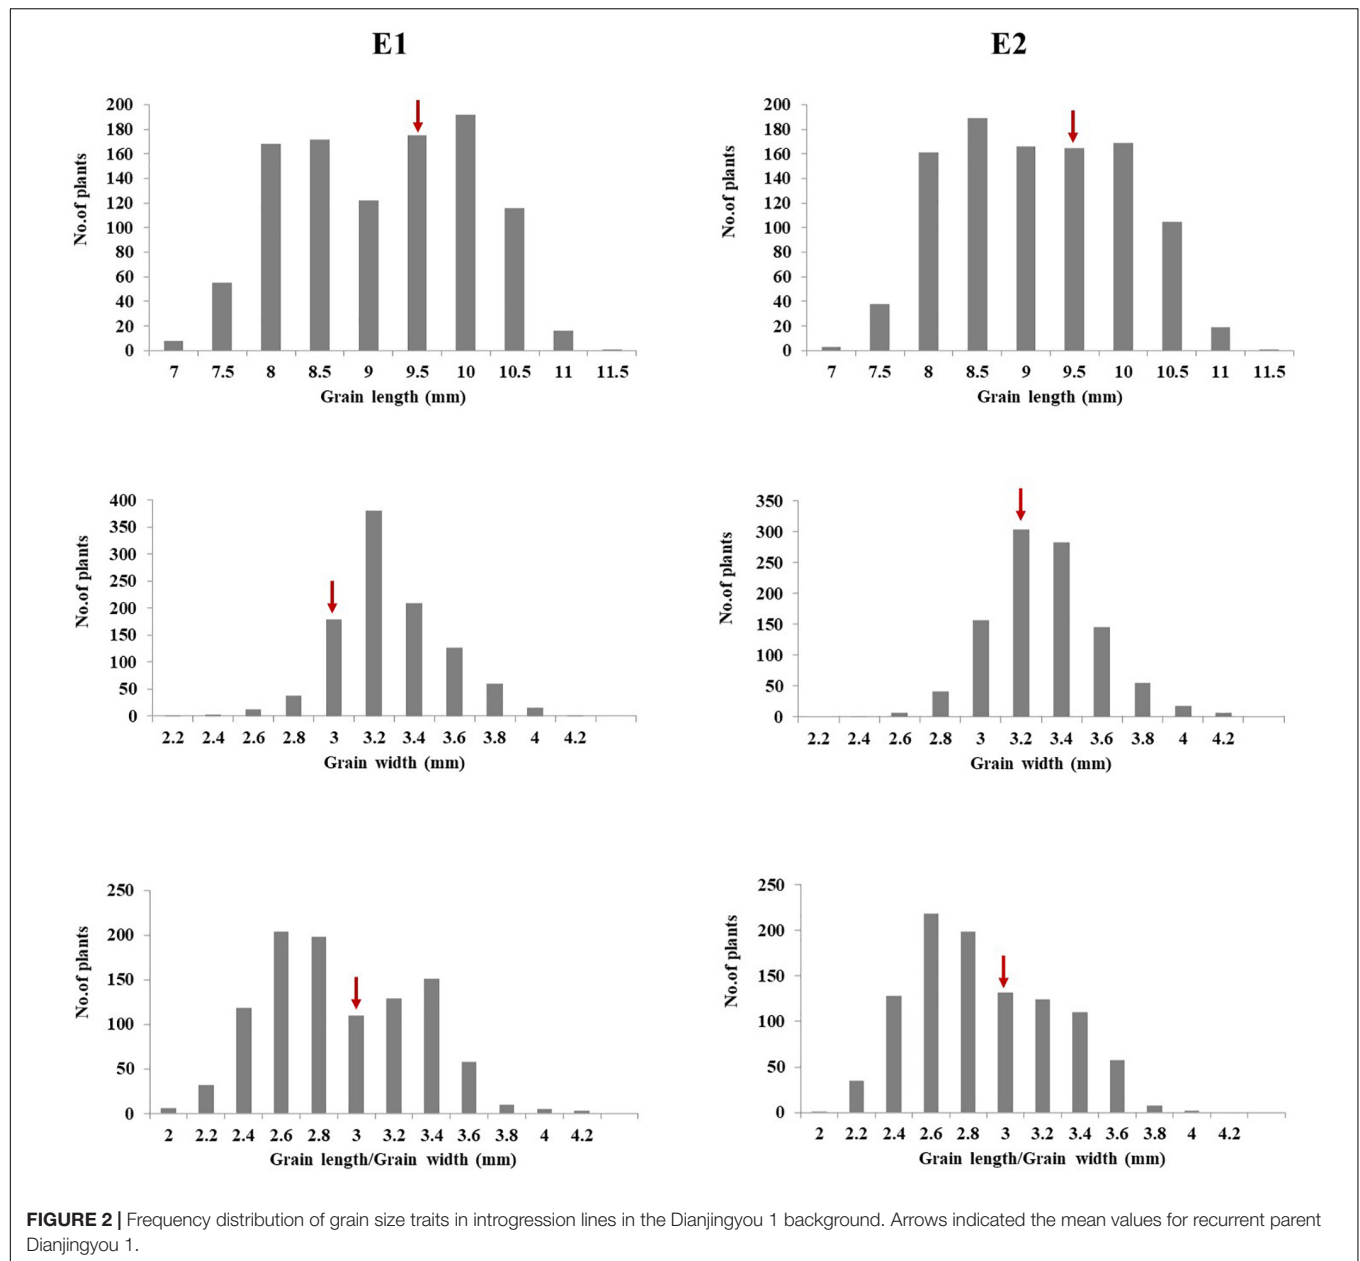 E1
E2
200
180
160
140
120
100
80
60
40
20
0
No.of plants
7 7.5 8 8.5 9 9.5 10 10.5 11 11.5
Grain length (mm)
200
180
160
140
120
100
80
60
40
20
0
No.of plants
7 7.5 8 8.5 9 9.5 10 10.5 11 11.5
Grain length (mm)
400
350
300
250
200
150
100
50
0
No.of plants
2.2 2.4 2.6 2.8 3 3.2 3.4 3.6 3.8 4 4.2
Grain width (mm)
350
300
250
200
150
100
50
0
No.of plants
2.2 2.4 2.6 2.8 3 3.2 3.4 3.6 3.8 4 4.2
Grain width (mm)
250
200
150
100
50
0
No.of plants
2 2.2 2.4 2.6 2.8 3 3.2 3.4 3.6 3.8 4 4.2
Grain length/Grain width (mm)
250
200
150
100
50
0
No.of plants
2 2.2 2.4 2.6 2.8 3 3.2 3.4 3.6 3.8 4 4.2
Grain length/Grain width (mm)
FIGURE 2 | Frequency distribution of grain size traits in introgression lines in the Dianjingyou 1 background. Arrows indicated the mean values for recurrent parent
Dianjingyou 1.